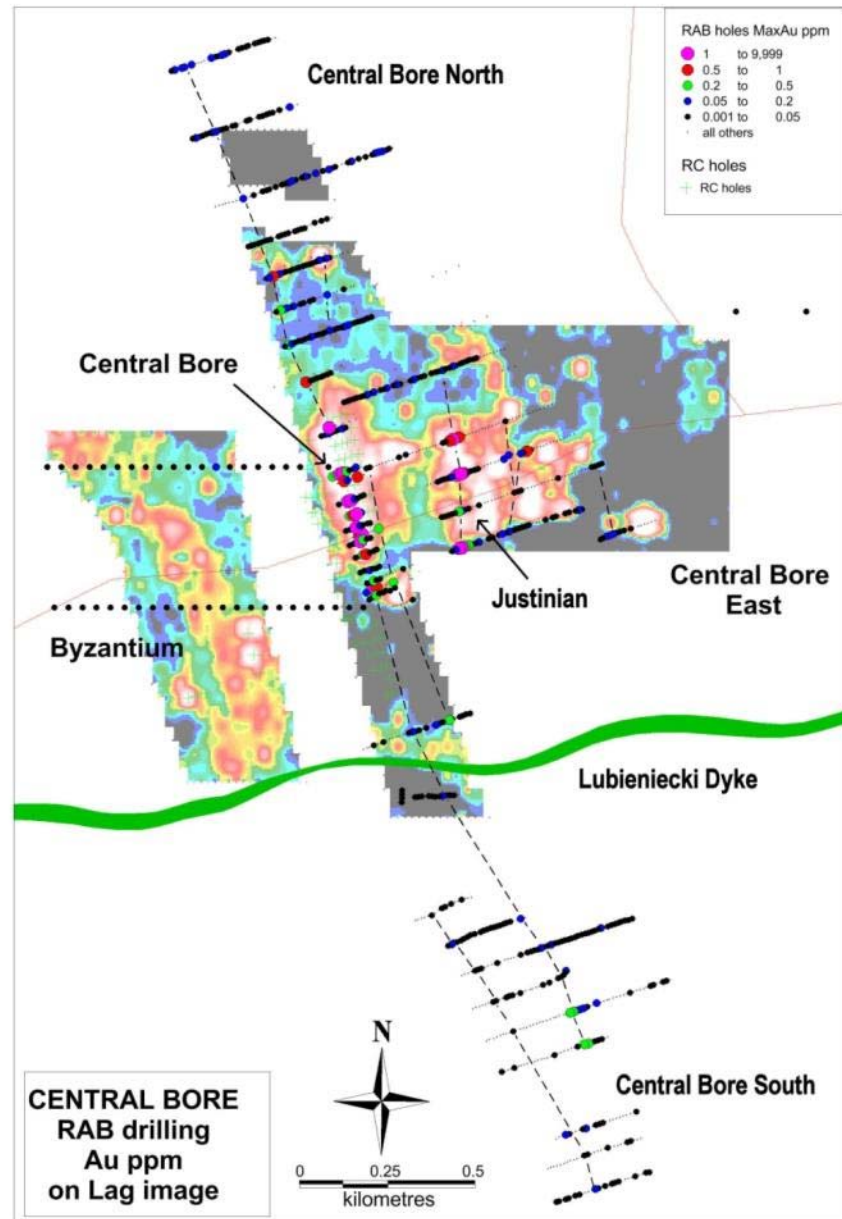 RAB holes MaxAu ppm
1 to 9,999
0.5 to 1
0.2 to 0.5
0.05 to 0.2
0.001 to 0.05
all others
RC holes
RC holes
Central Bore North
Central Bore
Justinian
Central Bore
East
Byzantium
Lubieniecki Dyke
Central Bore South
N
0 0.25 0.5
kilometres
CENTRAL BORE
RAB drilling
Au ppm
on Lag image